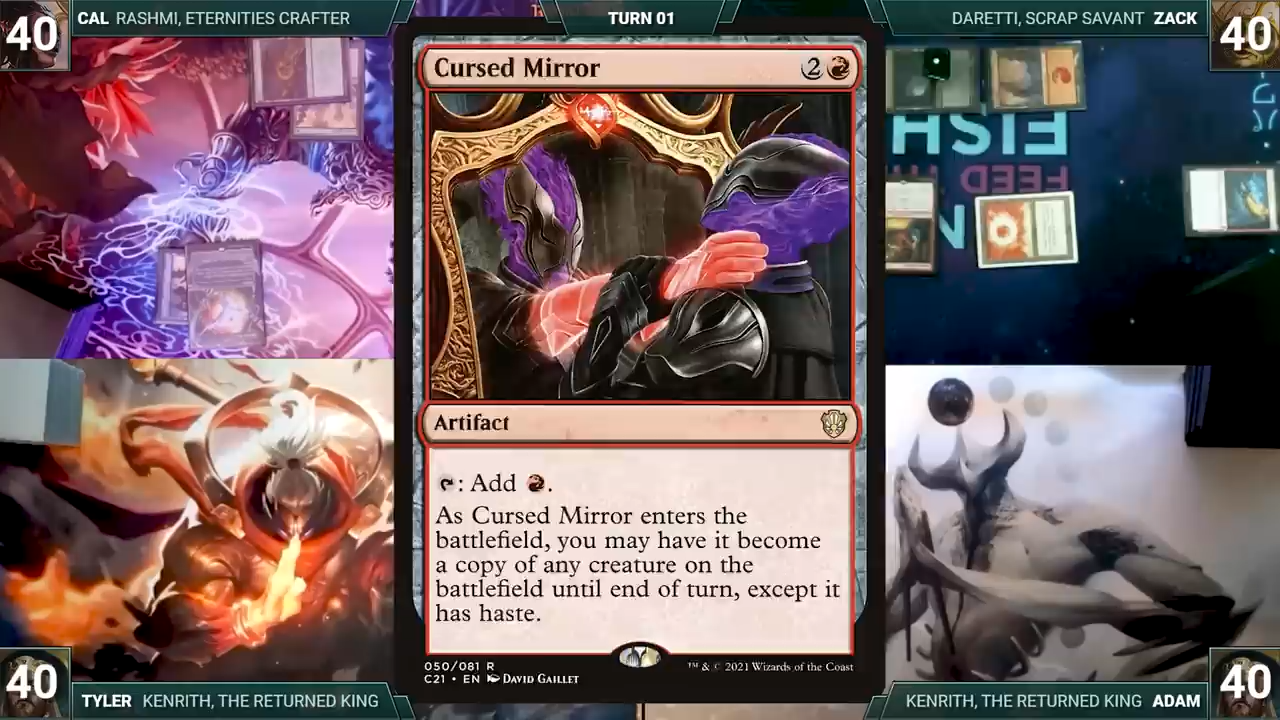 40
CAL RASHMI, ETERNITIES CRAFTER
TURN 01
DARETTI, SCRAP SAVANT ZACK
40
Cursed Mirror 2
FISH
FEED
N
Artifact
: Add .
As Cursed Mirror enters the
battlefield, you may have it become
a copy of any creature on the
battlefield until end of turn, except it
has haste.
050/081 R
C21 • EN DAVID GAILLET
™ & © 2021 Wizards of the Coast
40
TYLER KENRITH, THE RETURNED KING
KENRITH, THE RETURNED KING ADAM
40